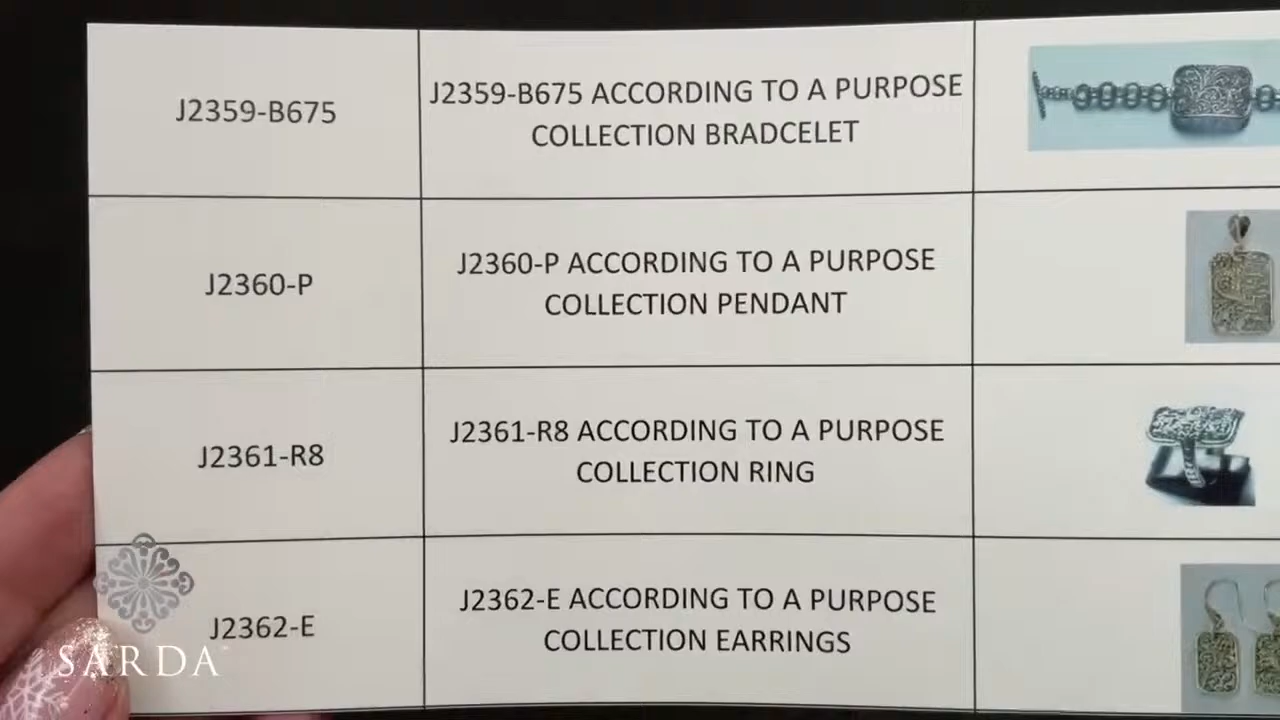 J2359-B675
J2359-B675 ACCORDING TO A PURPOSE
COLLECTION BRADCELET
J2360-P
J2360-P ACCORDING TO A PURPOSE
COLLECTION PENDANT
J2361-R8
J2361-R8 ACCORDING TO A PURPOSE
COLLECTION RING
J2362-E
J2362-E ACCORDING TO A PURPOSE
COLLECTION EARRINGS
SARDA